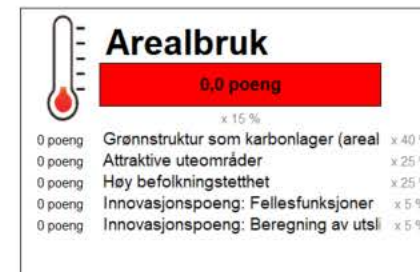 Arealbruk
0,0 poeng
x 15 %
0 poeng Grønnstruktur som karbonlager (areal x 40 %
0 poeng Attraktive uteområder x 25 %
0 poeng Høy befolkningstetthet x 25 %
0 poeng Innovasjonspoeng: Fellesfunksjoner x 5 %
0 poeng Innovasjonspoeng: Beregning av utsli x 5 %